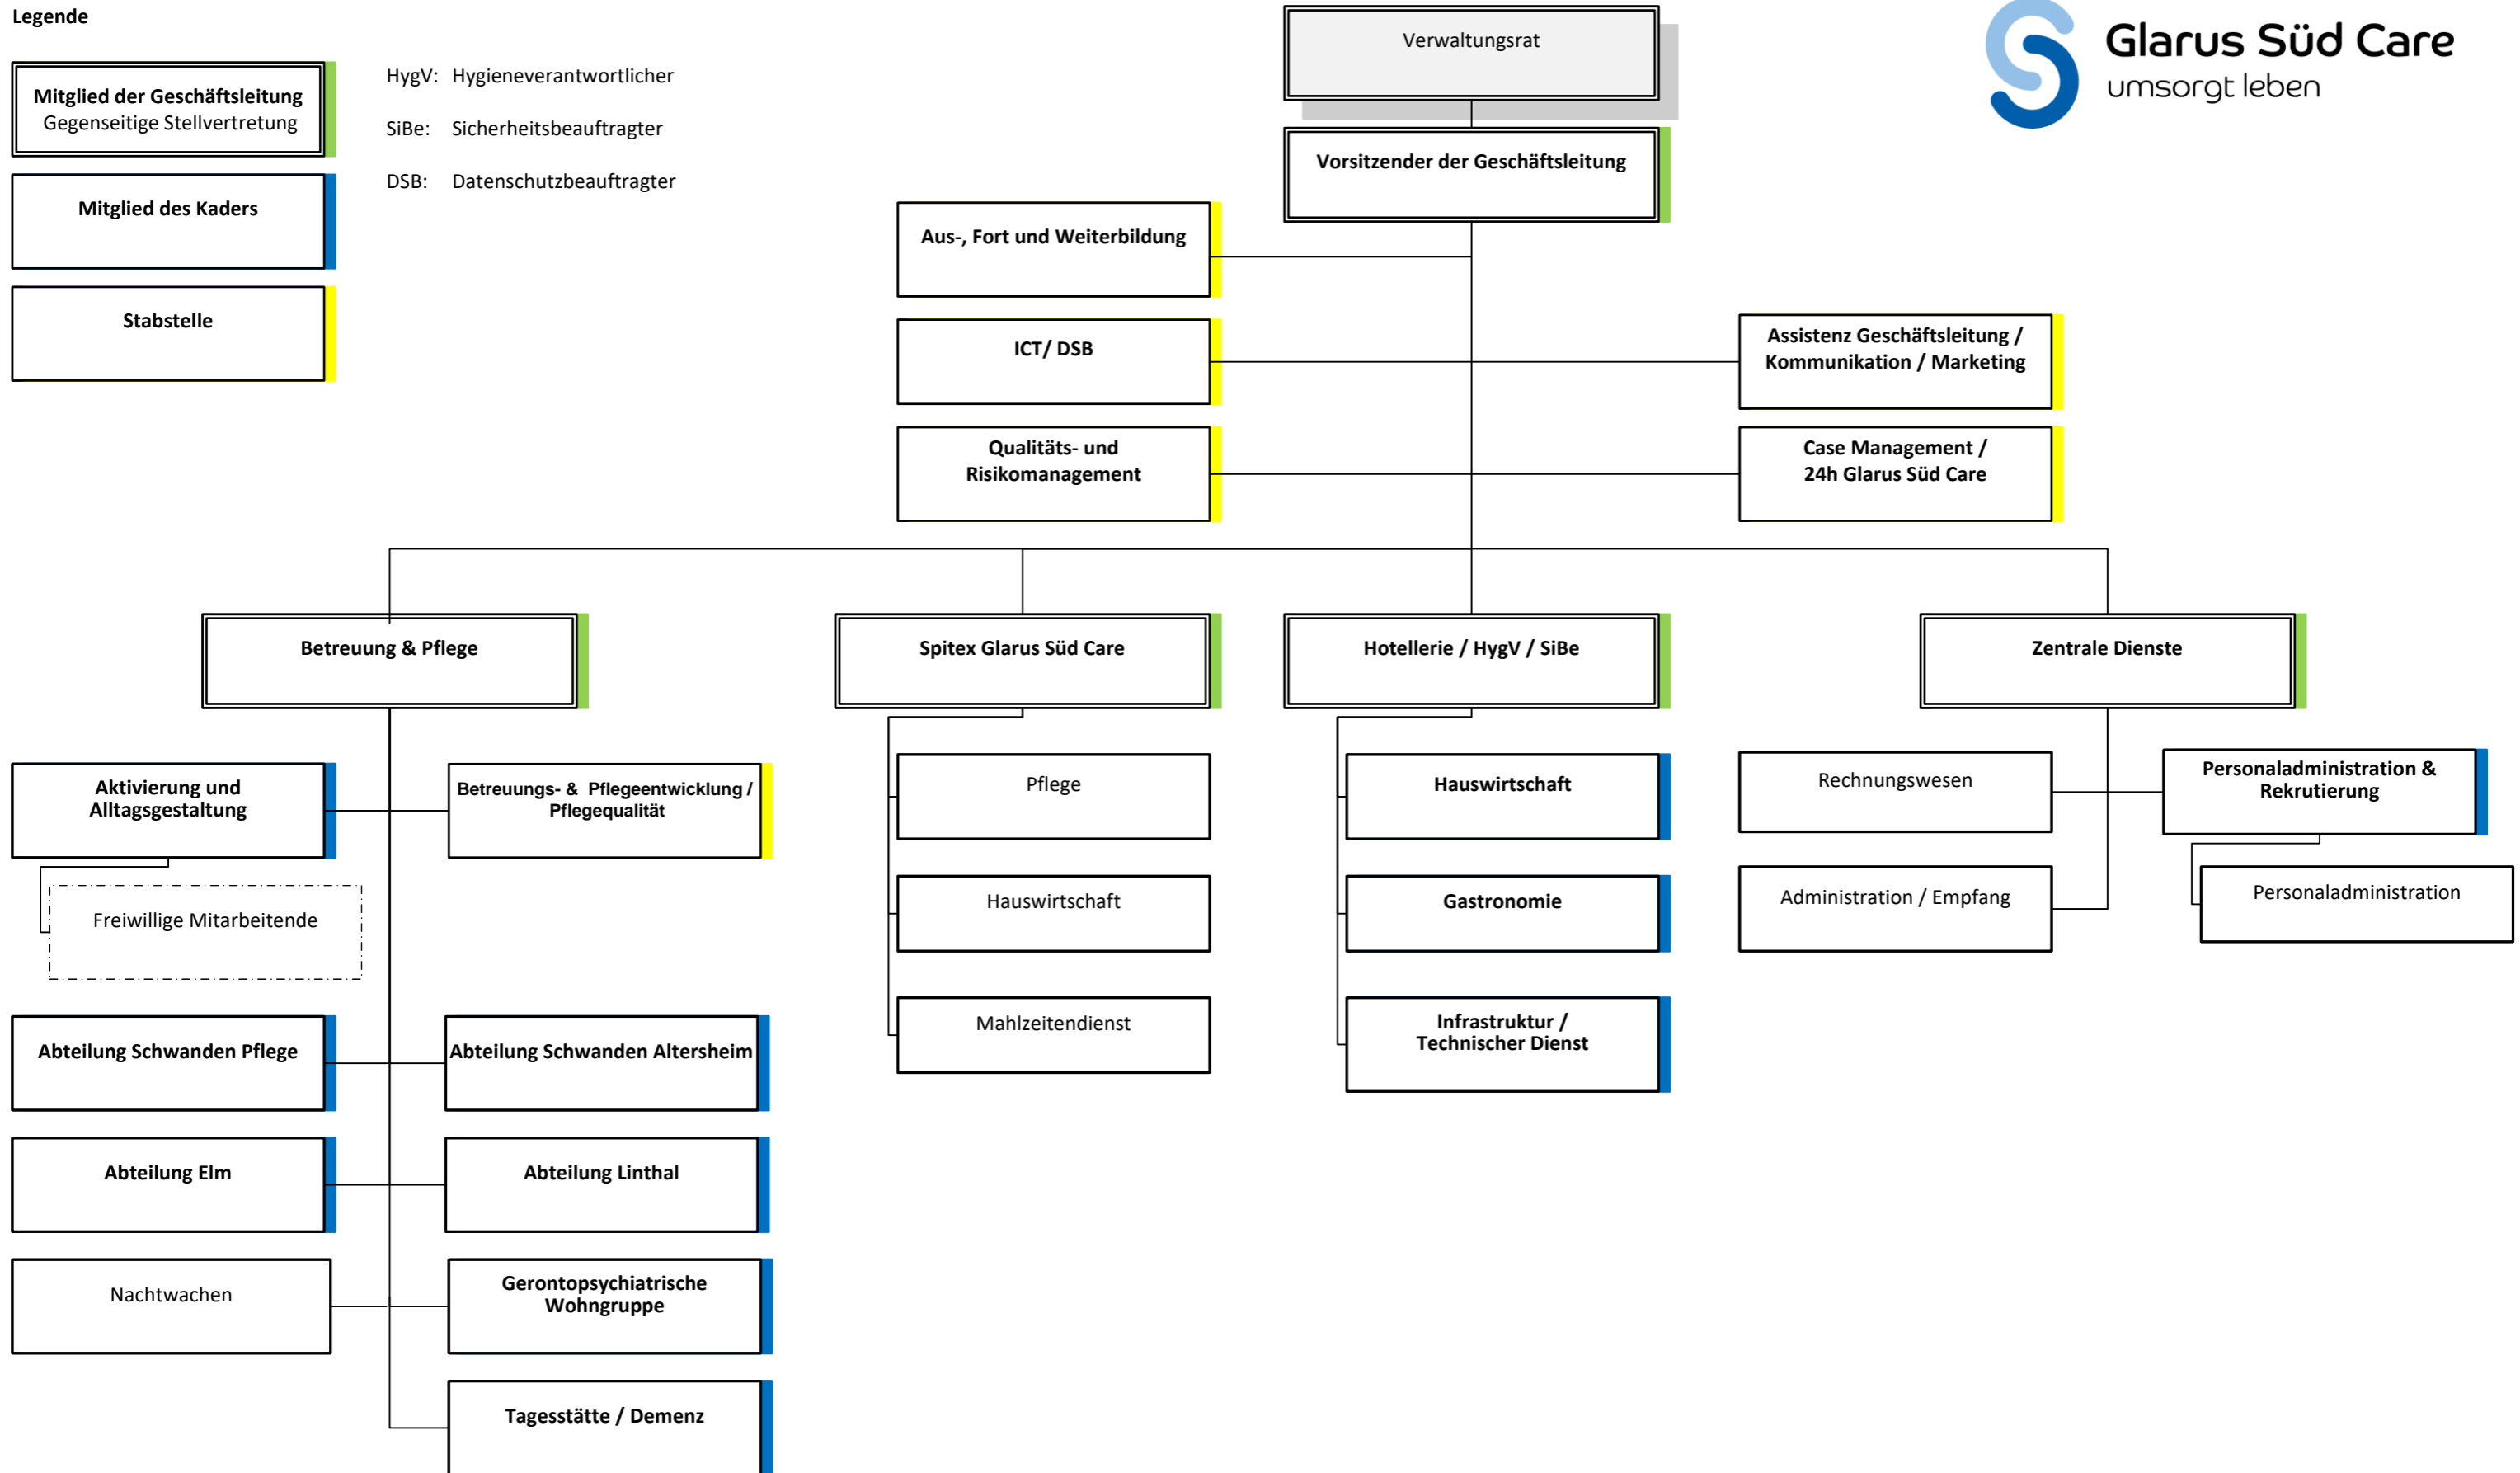 Legende
Mitglied der Geschäftsleitung
Gegenseitige Stellvertretung
Mitglied des Kaders
Stabstelle
HygV: Hygieneverantwortlicher
SiBe: Sicherheitsbeauftragter
DSB: Datenschutzbeauftragter
Verwaltungsrat
Glarus Süd Care
umsorgt leben
Vorsitzender der Geschäftsleitung
Aus-, Fort und Weiterbildung
ICT/ DSB
Assistenz Geschäftsleitung /
Kommunikation / Marketing
Qualitäts- und
Risikomanagement
Case Management /
24h Glarus Süd Care
Betreuung & Pflege
Spitex Glarus Süd Care
Hotellerie / HygV / SiBe
Zentrale Dienste
Aktivierung und
Alltagsgestaltung
Betreuungs- & Pflegeentwicklung /
Pflegequalität
Freiwillige Mitarbeitende
Abteilung Schwanden Pflege
Abteilung Schwanden Altersheim
Abteilung Elm
Abteilung Linthal
Nachtwachen
Gerontopsychiatrische
Wohngruppe
Tagesstätte / Demenz
Pflege
Hauswirtschaft
Mahlzeitendienst
Hauswirtschaft
Gastronomie
Infrastruktur /
Technischer Dienst
Rechnungswesen
Personaladministration &
Rekrutierung
Administration / Empfang
Personaladministration